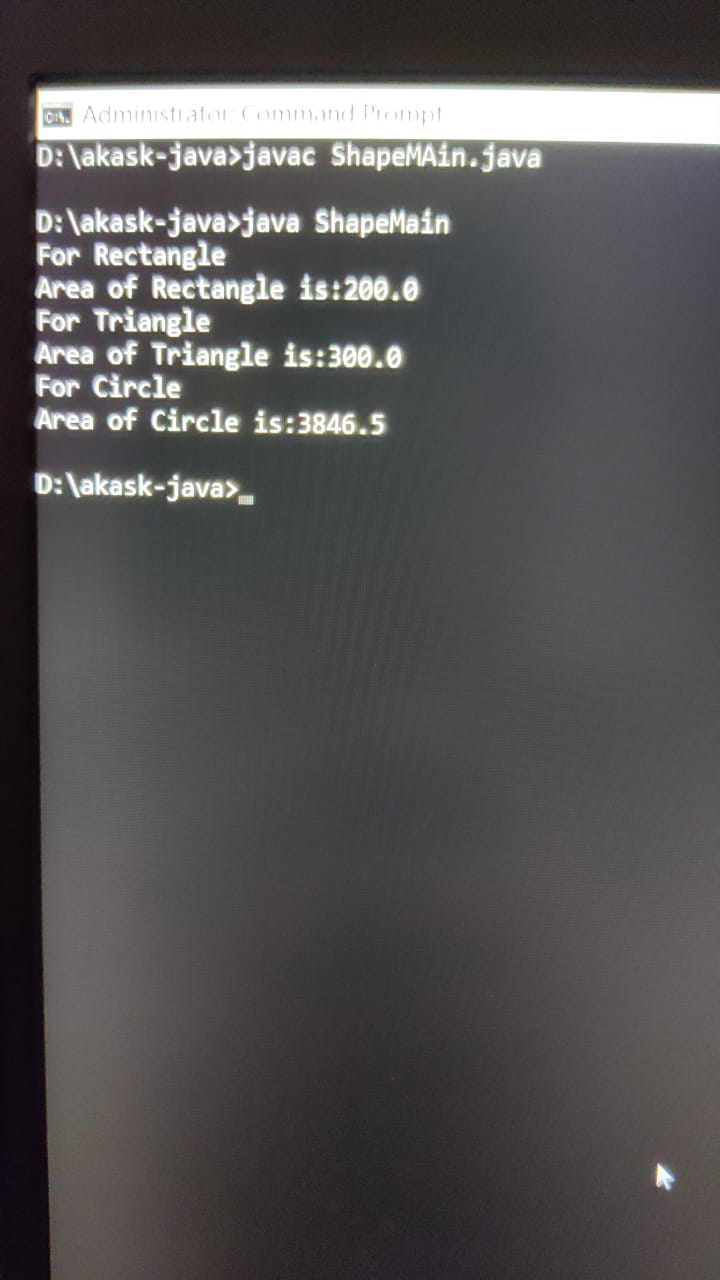 Administrator: Command Prompt
D:\akask-java>javac ShapeMAin.java
D:\akask-java>java ShapeMain
For Rectangle
Area of Rectangle is:200.0
For Triangle
Area of Triangle is:300.0
For Circle
Area of Circle is:3846.5
D:\akask-java>